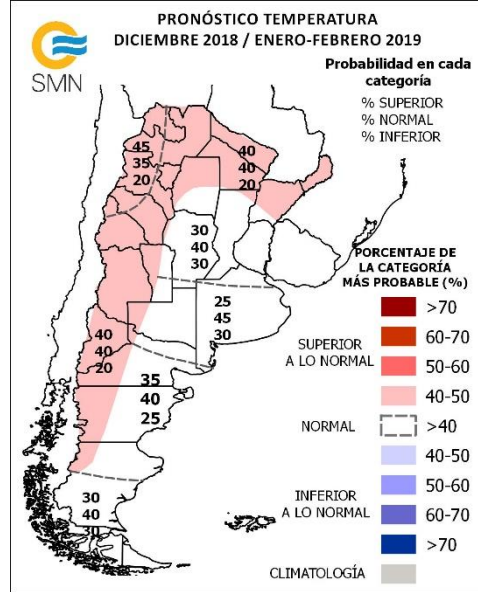 PRONÓSTICO TEMPERATURA
DICIEMBRE 2018 / ENERO-FEBRERO 2019
SMN
Probabilidad en cada
categoría
% SUPERIOR
% NORMAL
% INFERIOR
45
35
20
40
40
20
30
40
30
25
45
30
40
40
20
35
40
25
30
40
30
PORCENTAJE DE
LA CATEGORÍA
MÁS PROBABLE (%)
SUPERIOR
A LO NORMAL
>70
60-70
50-60
40-50
NORMAL
>40
INFERIOR
A LO NORMAL
40-50
50-60
60-70
>70
CLIMATOLOGÍA